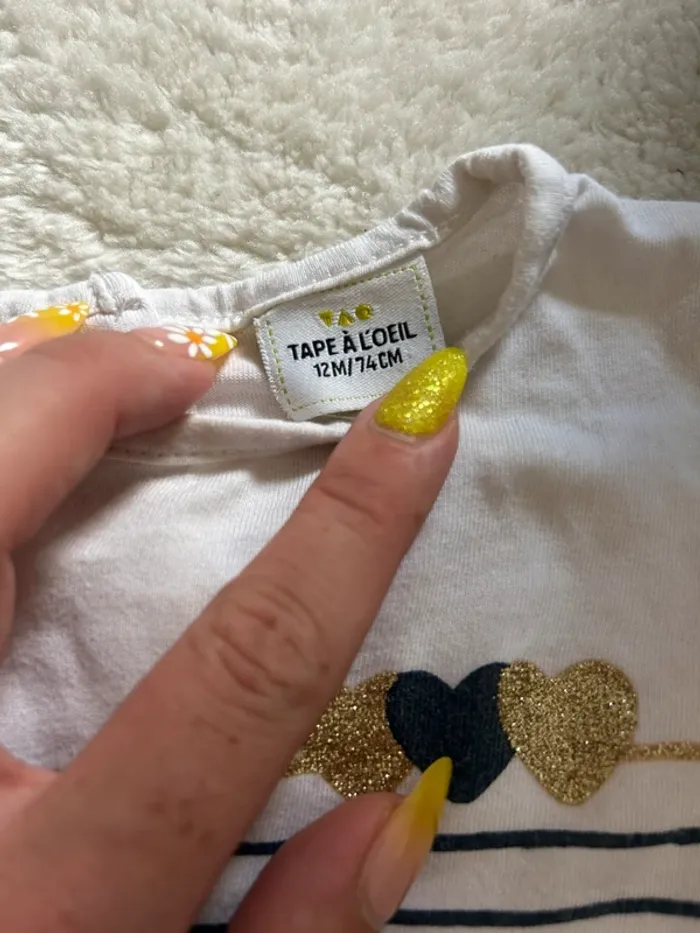 TAO
TAPE À L'OEIL
12M/74CM